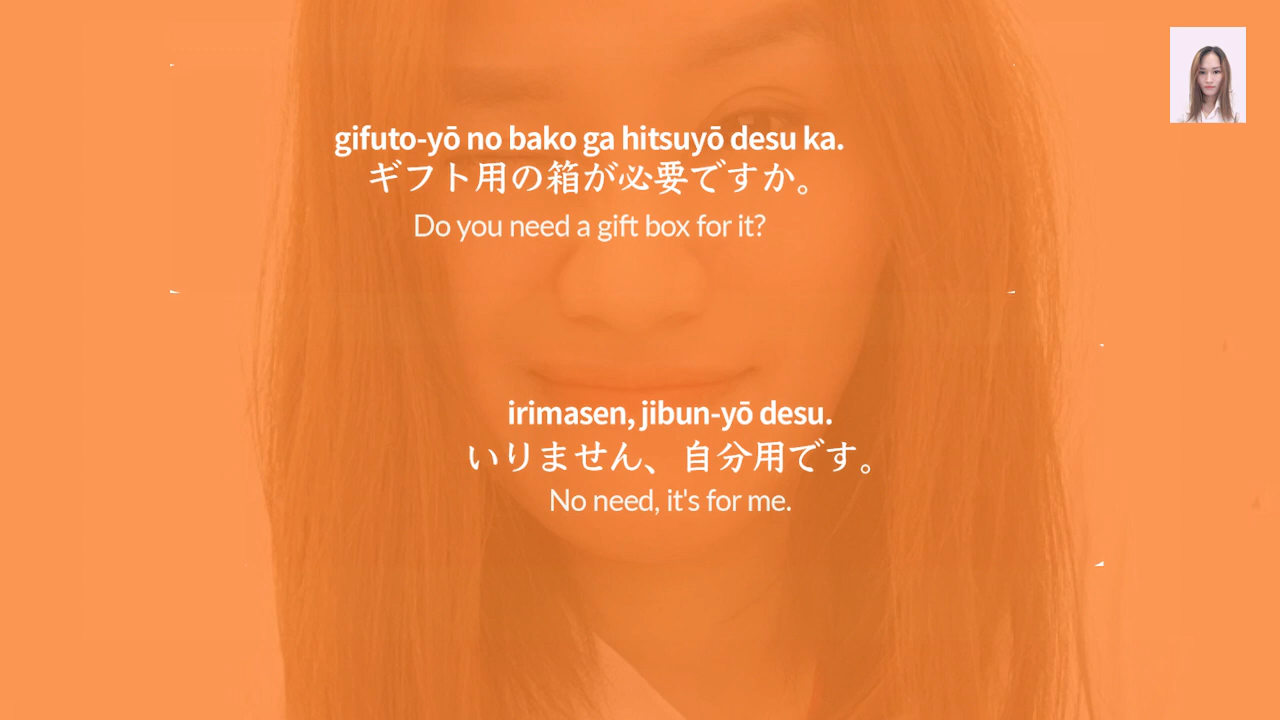 gifuto-yō no bako ga hitsuyō desu ka.
ギフト用の箱が必要ですか。
Do you need a gift box for it?
irimasen, jibun-yō desu.
いりません、自分用です。
No need, it's for me.